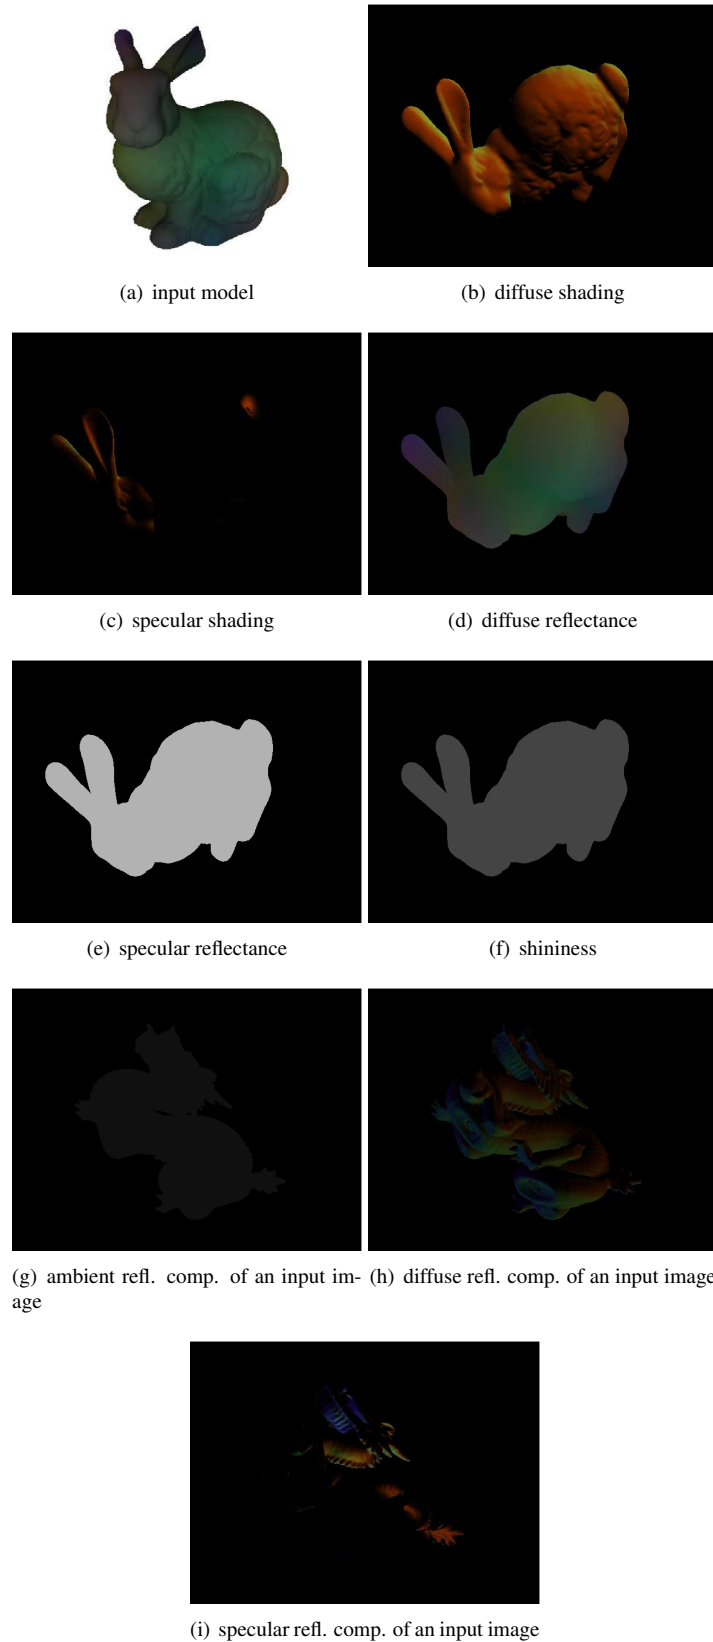 (a) input model
(b) diffuse shading
(c) specular shading
(d) diffuse reflectance
(e) specular reflectance
(f) shininess
(g) ambient refl. comp. of an input im-
age
(h) diffuse refl. comp. of an input image
(i) specular refl. comp. of an input image